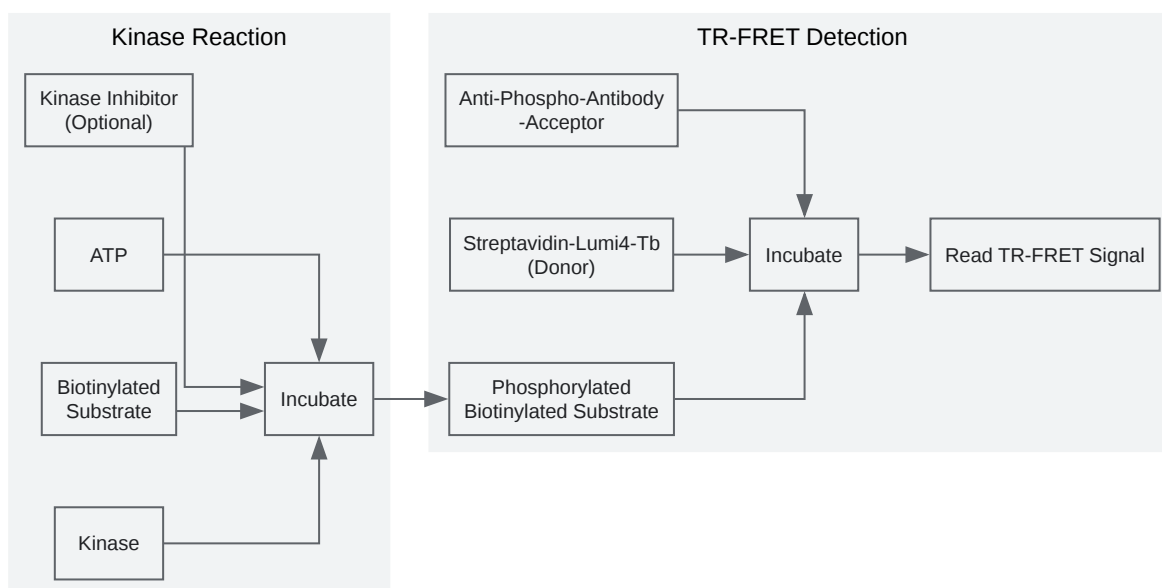 Kinase Reaction
Kinase Inhibitor
(Optional)
ATP
Biotinylated
Substrate
Incubate
Kinase
TR-FRET Detection
Anti-Phospho-Antibody
-Acceptor
Streptavidin-Lumi4-Tb
(Donor)
Incubate
Read TR-FRET Signal
Phosphorylated
Biotinylated Substrate